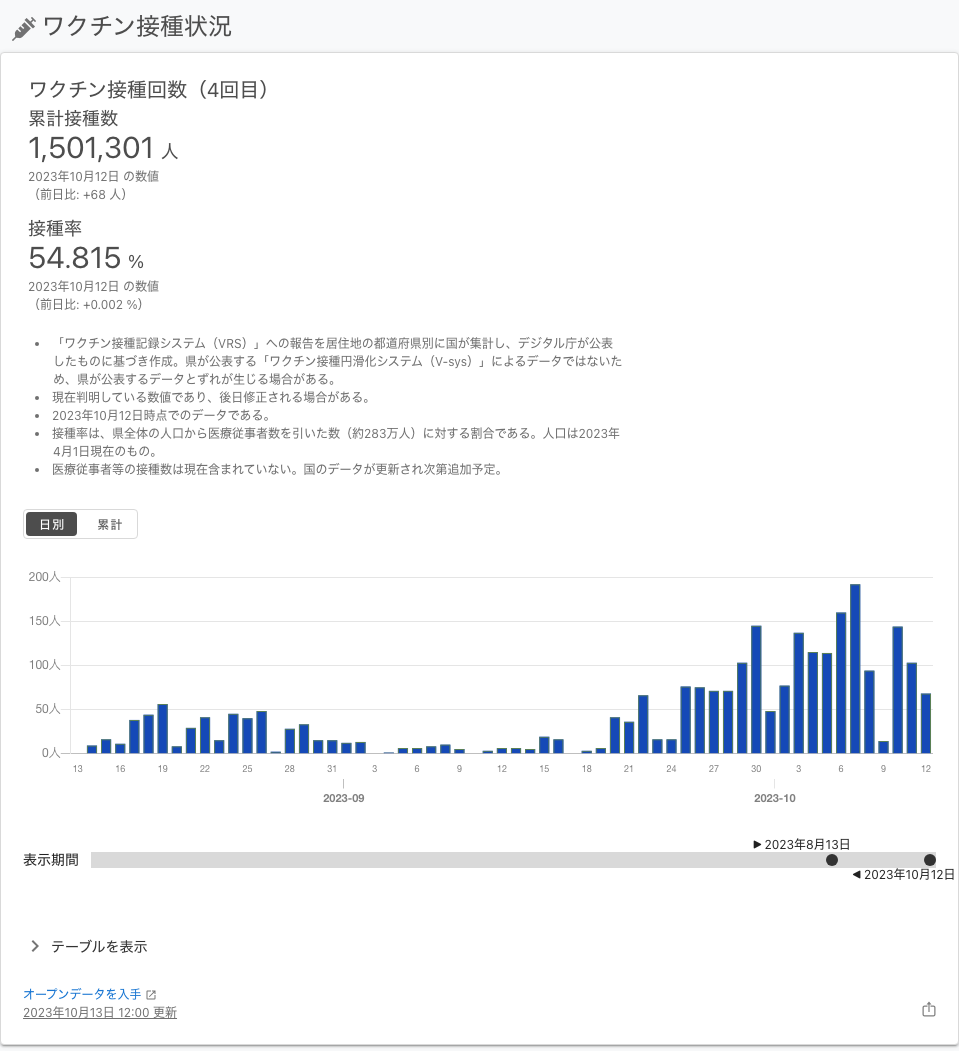 ワクチン接種状況
ワクチン接種回数（4回目）
累計接種数
1,501,301 人
2023年10月12日 の数値
（前日比: +68 人）
接種率
54.815 %
2023年10月12日 の数値
（前日比: +0.002 %）
• 「ワクチン接種記録システム（VRS）」への報告を居住地の都道府県別に国が集計し、デジタル庁が公表
したものに基づき作成。県が公表する「ワクチン接種円滑化システム（V-sys）」によるデータではないた
め、県が公表するデータとずれが生じる場合がある。
• 現在判明している数値であり、後日修正される場合がある。
• 2023年10月12日時点でのデータである。
• 接種率は、県全体の人口から医療従事者数を引いた数（約283万人）に対する割合である。人口は2023年
4月1日現在のもの。
• 医療従事者等の接種数は現在含まれていない。国のデータが更新され次第追加予定。
日別 累計
200人
150人
100人
50人
0人
13 16 19 22 25 28 31 3 6 9 12 15 18 21 24 27 30 3 6 9 12
2023-09 2023-10
▶ 2023年8月13日
表示期間
◀ 2023年10月12日
テーブルを表示
オープンデータを入手
2023年10月13日 12:00 更新